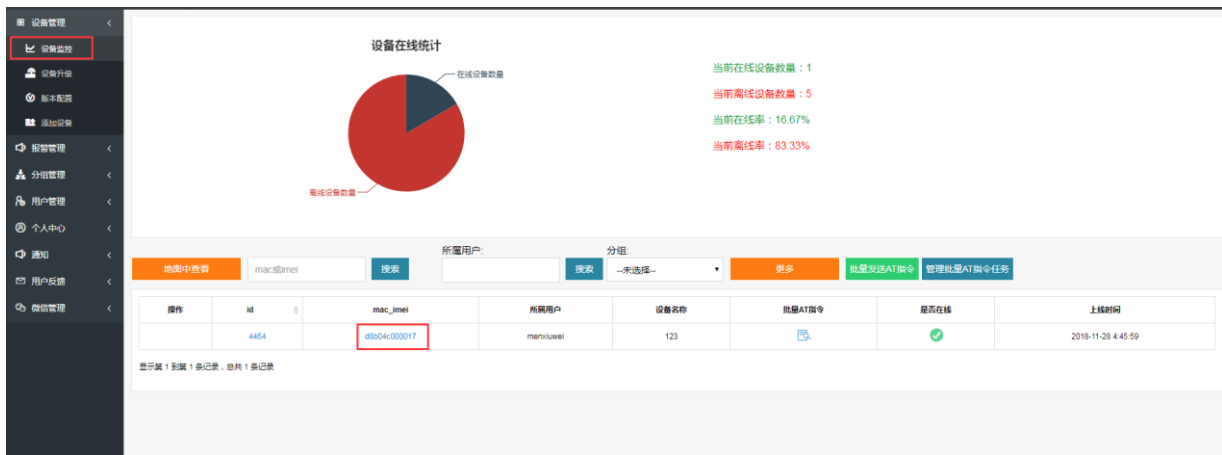 设备管理
设备监控
设备升级
版本配置
添加设备
报警管理
分组管理
用户管理
个人中心
通知
用户反馈
微信管理
设备在线统计
在线设备数量
离线设备数量
当前在线设备数量：1
当前离线设备数量：5
当前在线率：16.67%
当前离线率：83.33%
所属用户:
分组:
地图中查看
mac或imei
搜索
搜索
--未选择--
更多
批量发送AT指令
管理批量AT指令任务
操作 id mac_imei 所属用户 设备名称 批量AT指令 是否在线 上线时间
4464 d8b04c000017 menxiuwei 123 2018-11-28 4:45:59
显示第 1 到第 1 条记录，总共 1 条记录